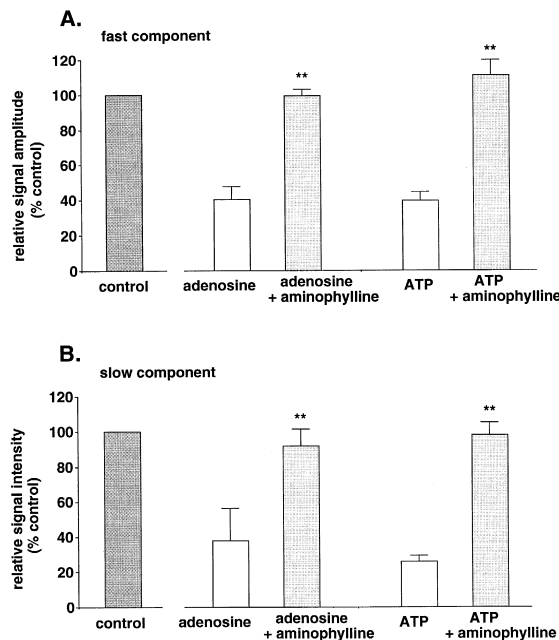 A.
fast component
relative signal amplitude
(% control)
120
100
80
60
40
20
0
**
**
control
adenosine
adenosine
+ aminophylline
ATP
ATP
+ aminophylline
B.
slow component
relative signal intensity
(% control)
120
100
80
60
40
20
0
**
**
control
adenosine
adenosine
+ aminophylline
ATP
ATP
+ aminophylline